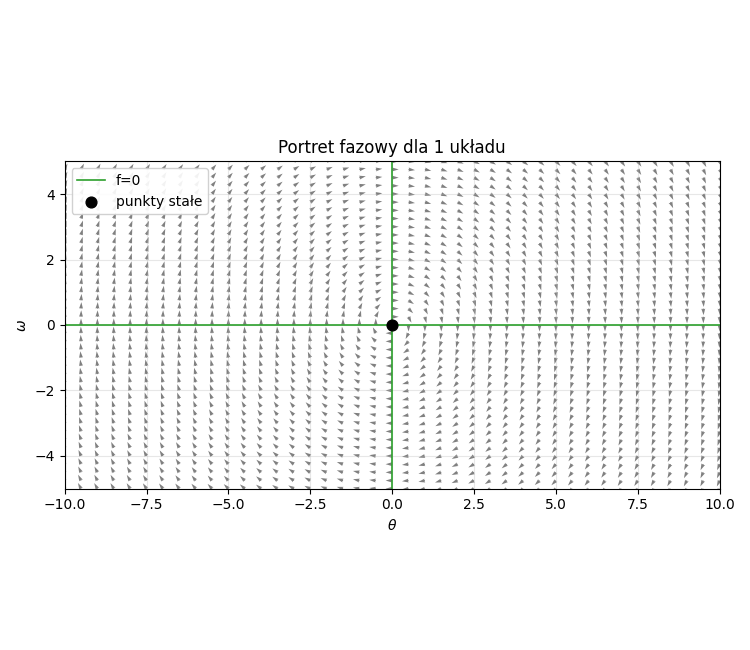 Portret fazowy dla 1 układu
f=0
punkty stałe
4
2
0
−2
−4
ω
−10.0 −7.5 −5.0 −2.5 0.0 2.5 5.0 7.5 10.0
θ